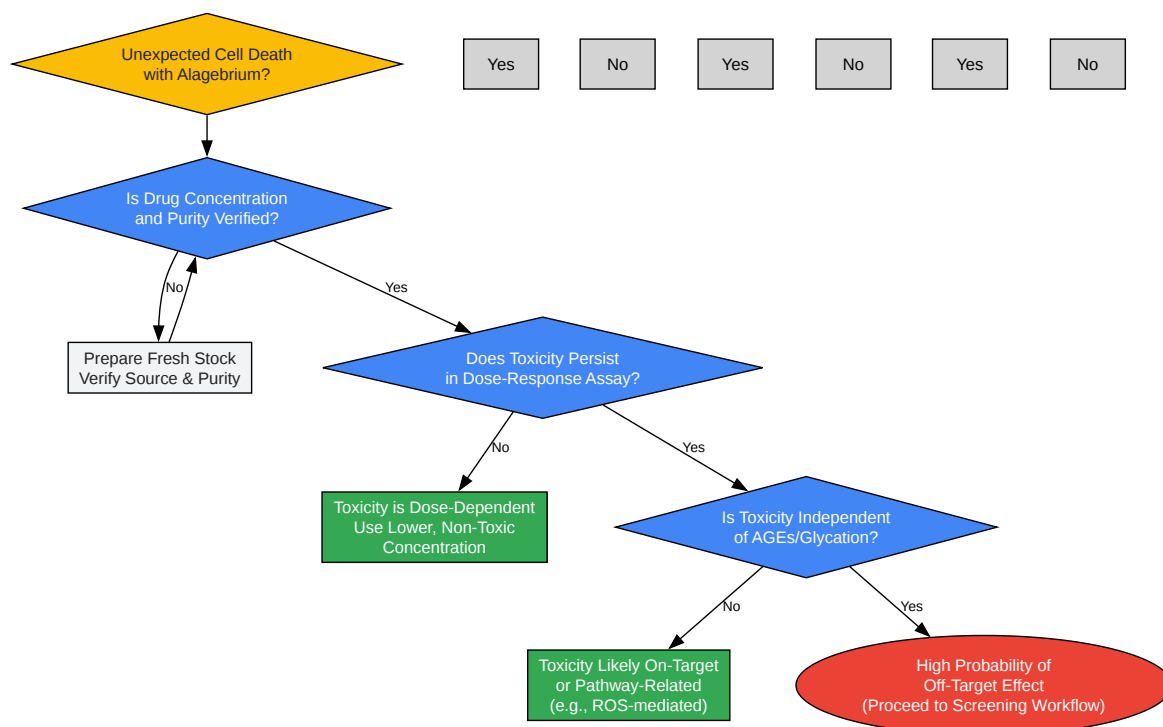 Unexpected Cell Death
with Alagebrium?
Yes
No
Yes
No
Yes
No
Is Drug Concentration
and Purity Verified?
No
Yes
Prepare Fresh Stock
Verify Source & Purity
Does Toxicity Persist
in Dose-Response Assay?
No
Yes
Toxicity is Dose-Dependent
Use Lower, Non-Toxic
Concentration
Is Toxicity Independent
of AGEs/Glycation?
No
Yes
Toxicity Likely On-Target
or Pathway-Related
(e.g., ROS-mediated)
High Probability of
Off-Target Effect
(Proceed to Screening Workflow)